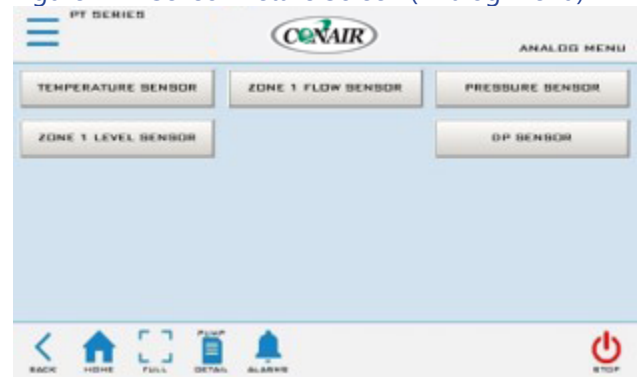 PT SERIES
CONAIR
ANALOG MENU
TEMPERATURE SENSOR
ZONE 1 FLOW SENSOR
PRESSURE SENSOR
ZONE 1 LEVEL SENSOR
DP SENSOR
PUMP
BACK
HOME
FULL
DETAIL
ALARMS
STOP